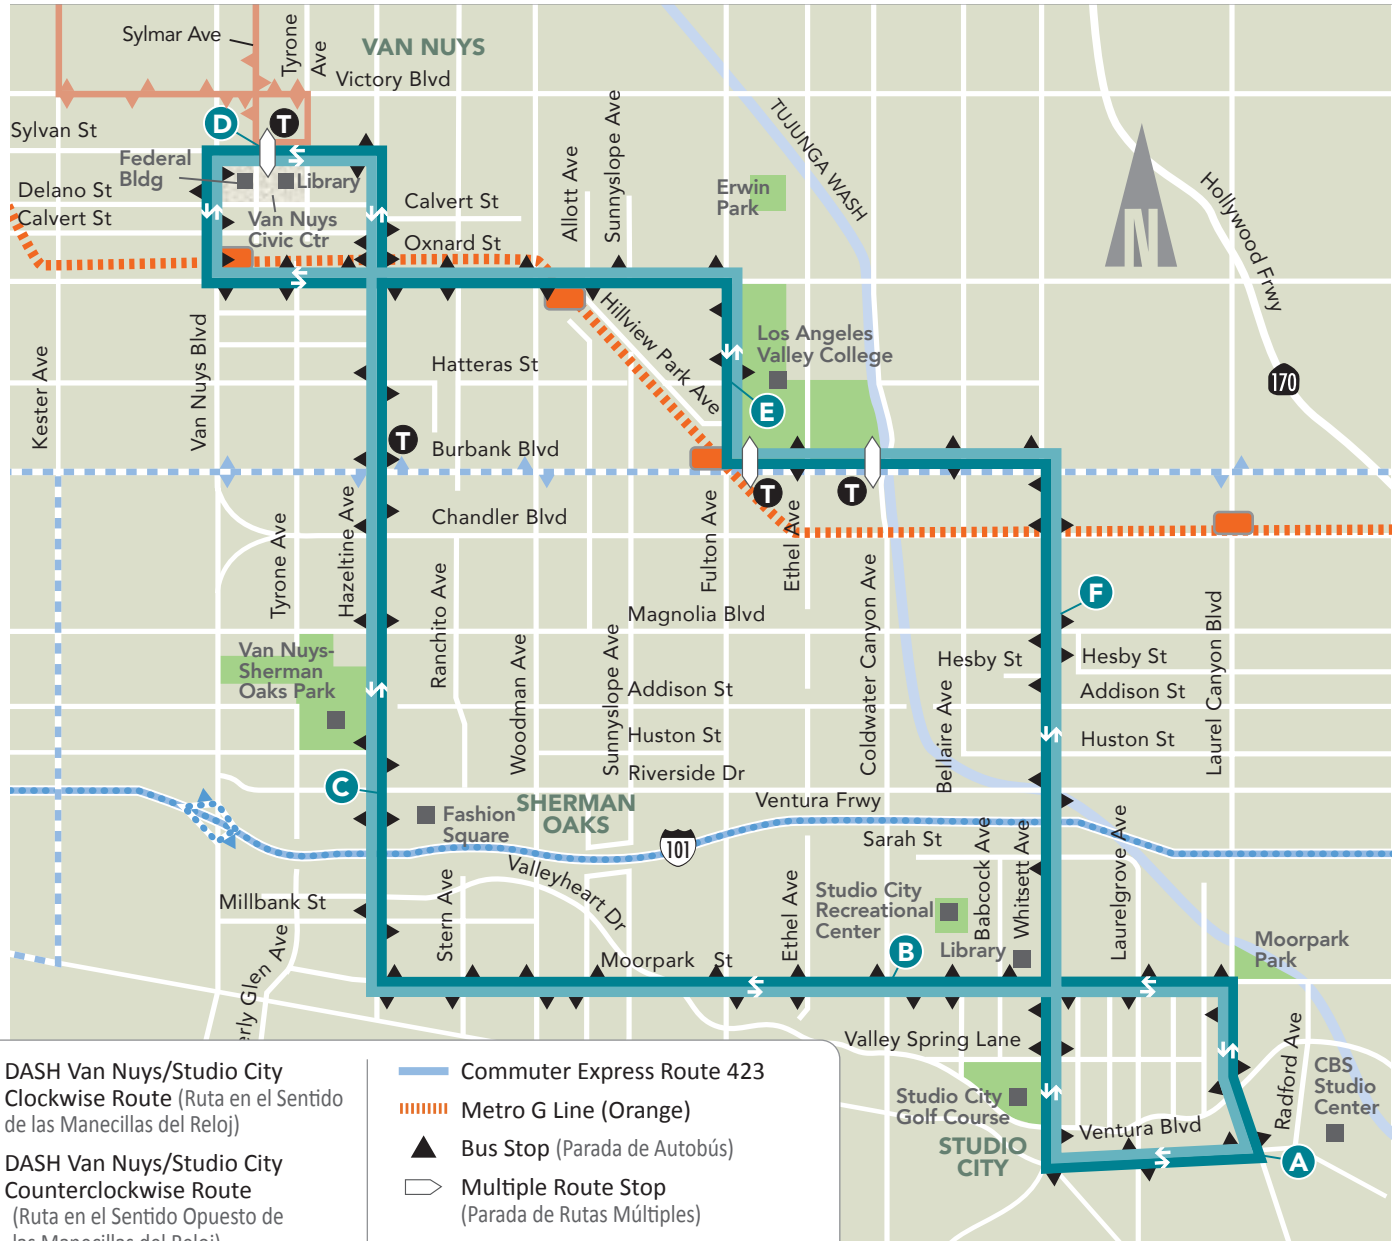 Sylmar Ave
Tyrone
Ave
VAN NUYS
Victory Blvd
Sylvan St
D
T
Federal
Bldg
Library
Delano St
Calvert St
Van Nuys
Civic Ctr
Calvert St
Oxnard St
Allott Ave
Sunnyslope Ave
Erwin
Park
TUJUNGA WASH
Hollywood Frwy
N
170
Kester Ave
Van Nuys Blvd
Hatteras St
Hillview Park Ave
Los Angeles
Valley College
E
T
Burbank Blvd
T
T
Chandler Blvd
Tyrone Ave
Hazeltine Ave
Ranchito Ave
Woodman Ave
Sunnyslope Ave
Fulton Ave
Ethel Ave
Coldwater Canyon Ave
Bellaire Ave
Laurel Canyon Blvd
F
Magnolia Blvd
Van Nuys-
Sherman
Oaks Park
Hesby St
Hesby St
Addison St
Addison St
Huston St
Huston St
Riverside Dr
C
Fashion
Square
SHERMAN
OAKS
Ventura Frwy
101
Sarah St
Valleyheart Dr
Millbank St
Stern Ave
Ethel Ave
Studio City
Recreational
Center
Babcock Ave
Whitsett Ave
Laurelgrove Ave
Library
B
Moorpark St
Moorpark
Park
erly Glen Ave
Valley Spring Lane
Studio City
Golf Course
STUDIO
CITY
Ventura Blvd
Radford Ave
CBS
Studio
Center
A
DASH Van Nuys/Studio City
Clockwise Route (Ruta en el Sentido
de las Manecillas del Reloj)
DASH Van Nuys/Studio City
Counterclockwise Route
(Ruta en el Sentido Opuesto de
las Manecillas del Reloj)
Commuter Express Route 423
Metro G Line (Orange)
Bus Stop (Parada de Autobús)
Multiple Route Stop
(Parada de Rutas Múltiples)